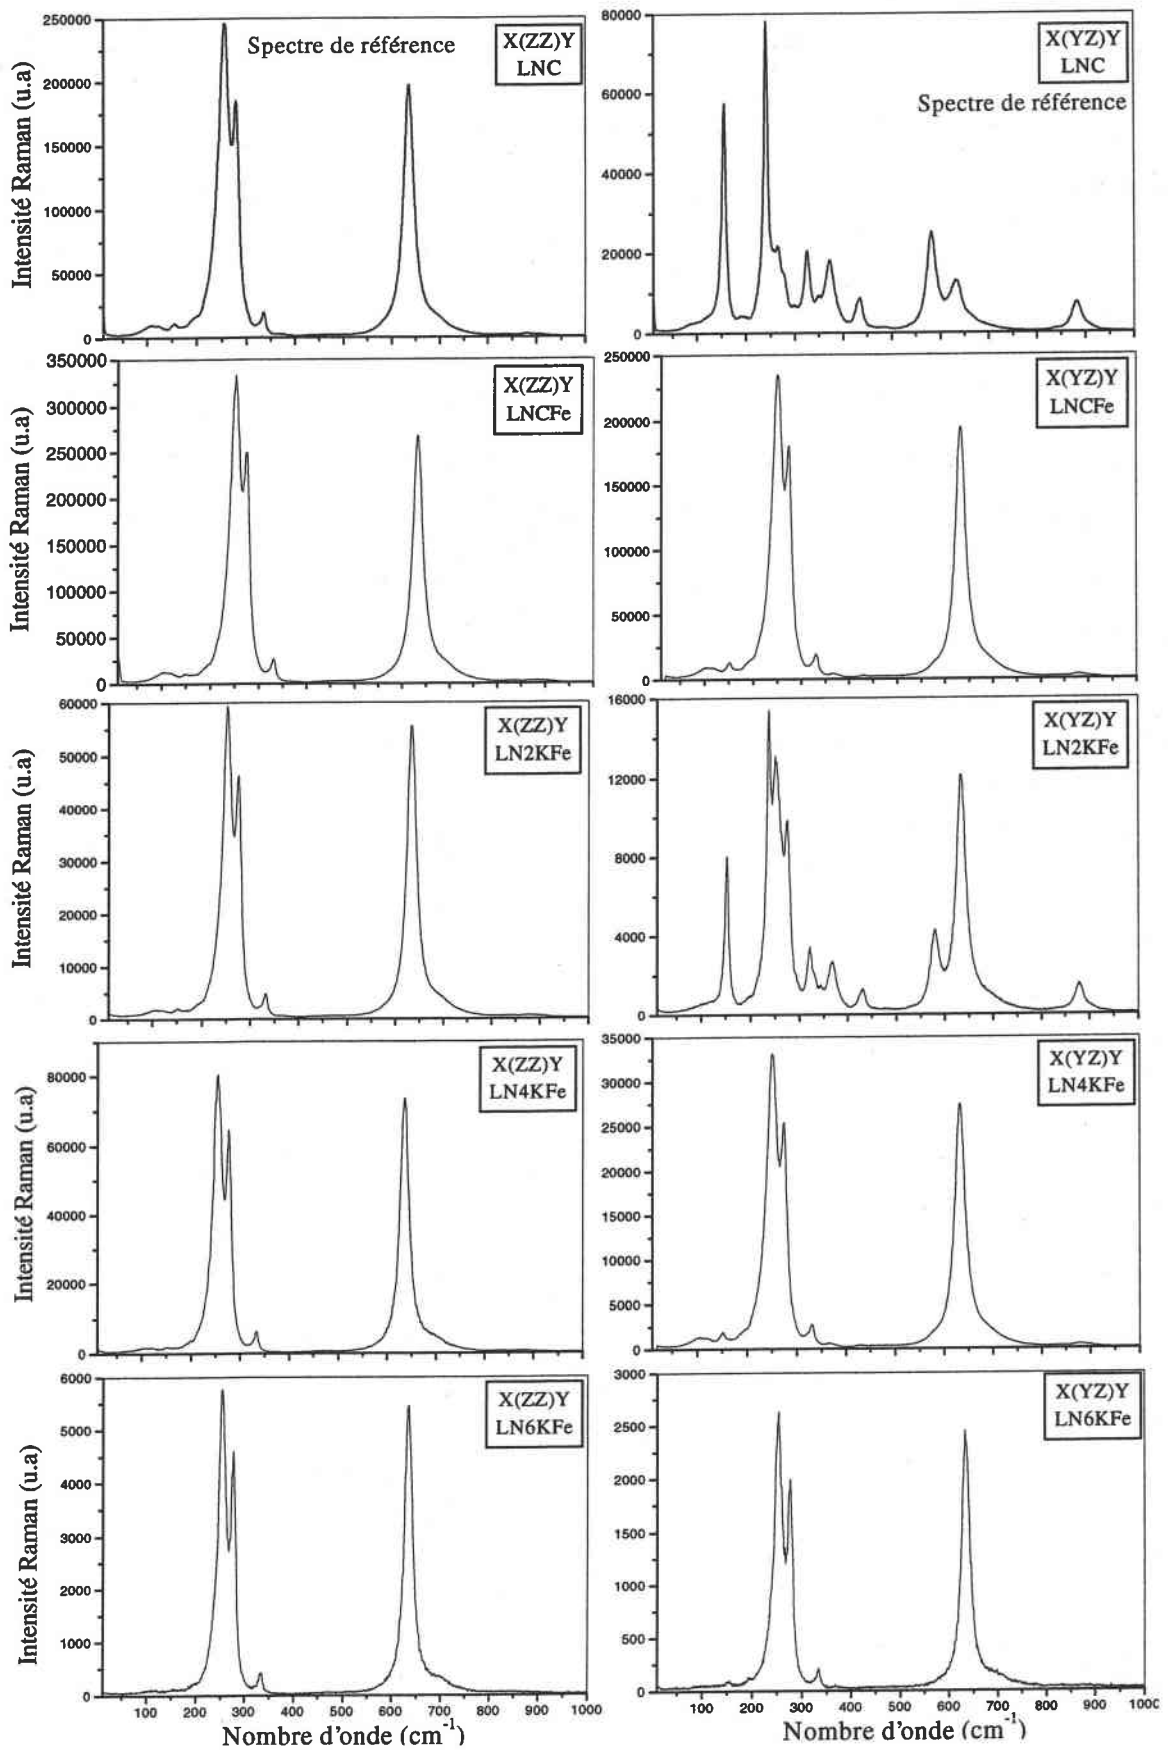 Intensité Raman (u.a)
250000
200000
150000
100000
50000
0
Spectre de référence
X(ZZ)Y
LNC
80000
60000
40000
20000
0
X(YZ)Y
LNC
Spectre de référence
Intensité Raman (u.a)
350000
300000
250000
200000
150000
100000
50000
0
X(ZZ)Y
LNCFe
250000
200000
150000
100000
50000
0
X(YZ)Y
LNCFe
Intensité Raman (u.a)
60000
50000
40000
30000
20000
10000
0
X(ZZ)Y
LN2KFe
16000
12000
8000
4000
0
X(YZ)Y
LN2KFe
Intensité Raman (u.a)
80000
60000
40000
20000
0
X(ZZ)Y
LN4KFe
35000
30000
25000
20000
15000
10000
5000
0
X(YZ)Y
LN4KFe
Intensité Raman (u.a)
6000
5000
4000
3000
2000
1000
0
X(ZZ)Y
LN6KFe
100 200 300 400 500 600 700 800 900 1000
Nombre d'onde (cm⁻¹)
3000
2500
2000
1500
1000
500
0
X(YZ)Y
LN6KFe
100 200 300 400 500 600 700 800 900 1000
Nombre d'onde (cm⁻¹)